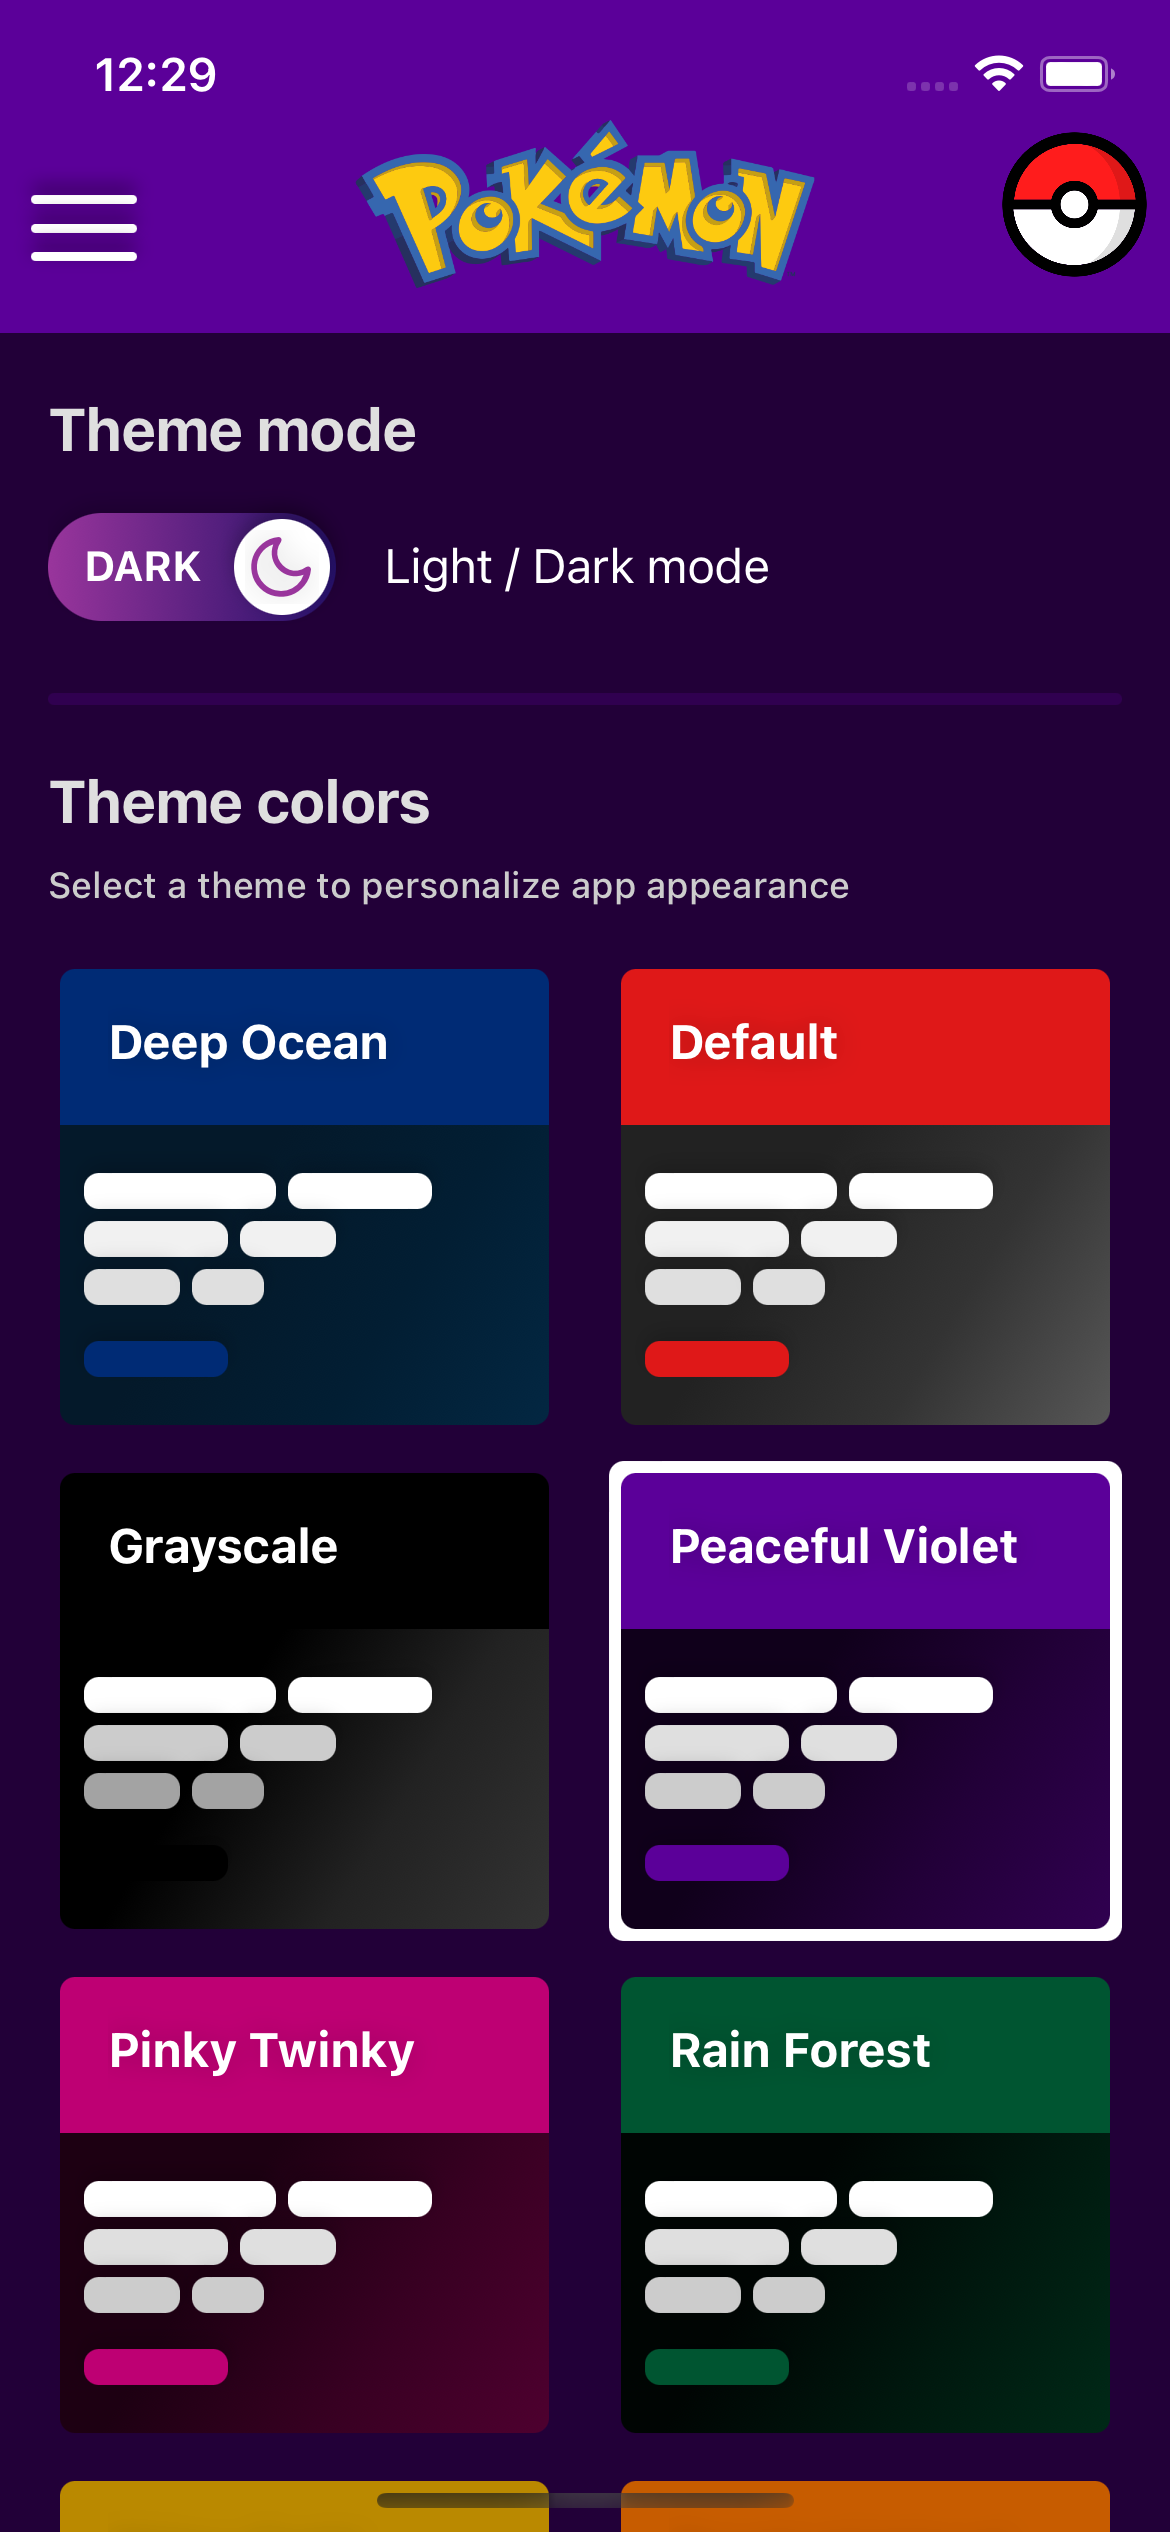 12:29
Pokémon
Theme mode
DARK
Light / Dark mode
Theme colors
Select a theme to personalize app appearance
Deep Ocean
Default
Grayscale
Peaceful Violet
Pinky Twinky
Rain Forest